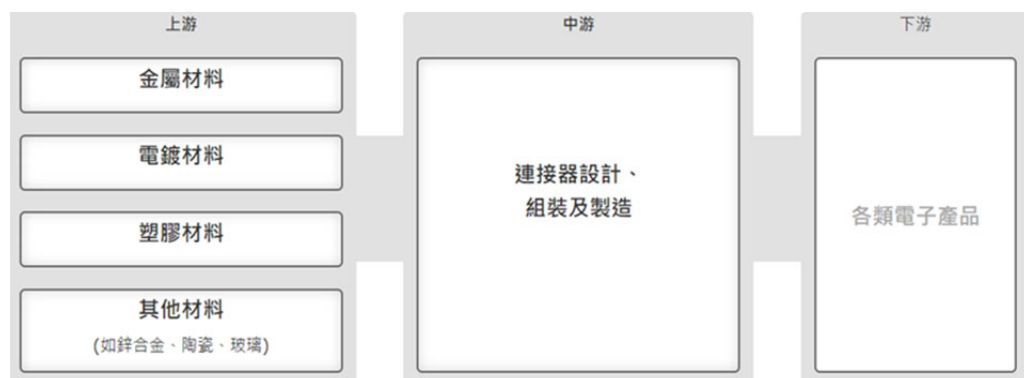 上游
金屬材料
電鍍材料
塑膠材料
其他材料
(如鋅合金、陶瓷、玻璃)
中游
連接器設計、
組裝及製造
下游
各類電子產品